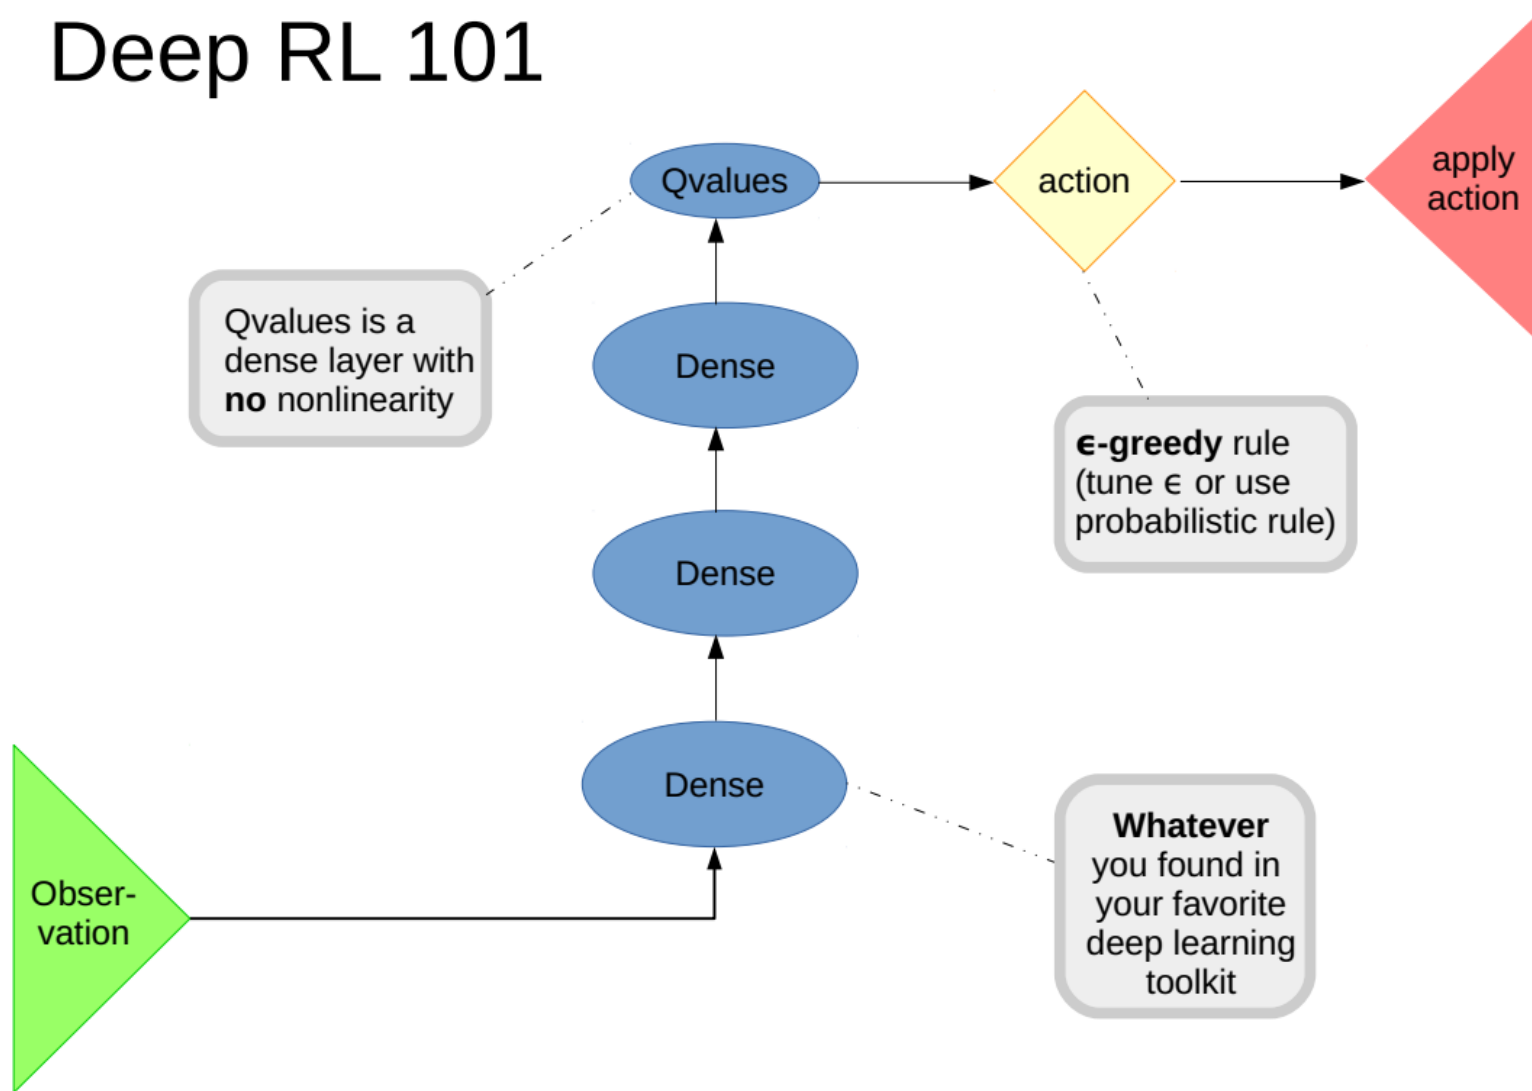 Deep RL 101
Qvalues
action
apply
action
Qvalues is a
dense layer with
no nonlinearity
Dense
ϵ-greedy rule
(tune ϵ or use
probabilistic rule)
Dense
Dense
Whatever
you found in
your favorite
deep learning
toolkit
Obser-
vation